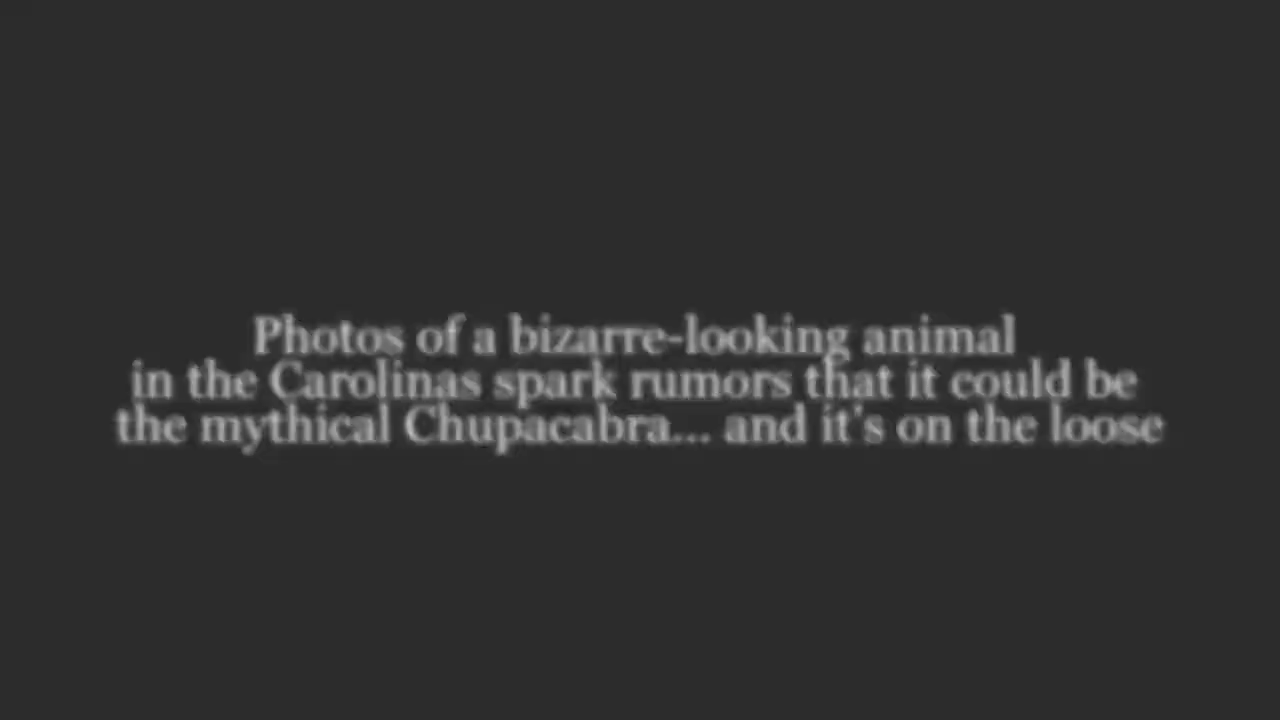 Photos of a bizarre-looking animal
in the Carolinas spark rumors that it could be
the mythical Chupacabra... and it's on the loose